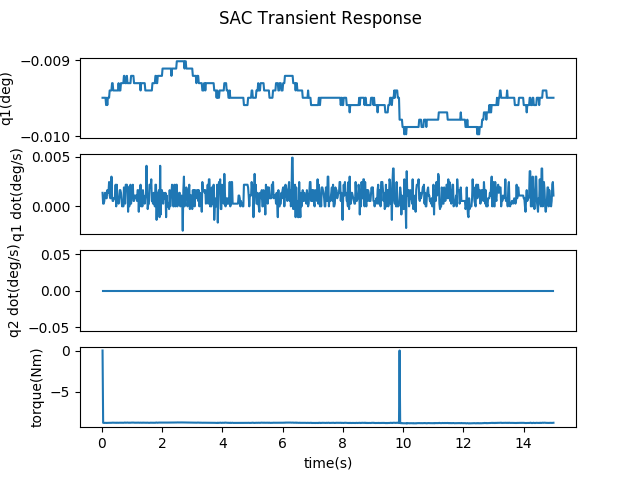 SAC Transient Response
−0.009
−0.010
q1(deg)
0.005
0.000
q1 dot(deg/s)
0.05
0.00
−0.05
q2 dot(deg/s)
0
−5
torque(Nm)
0 2 4 6 8 10 12 14
time(s)